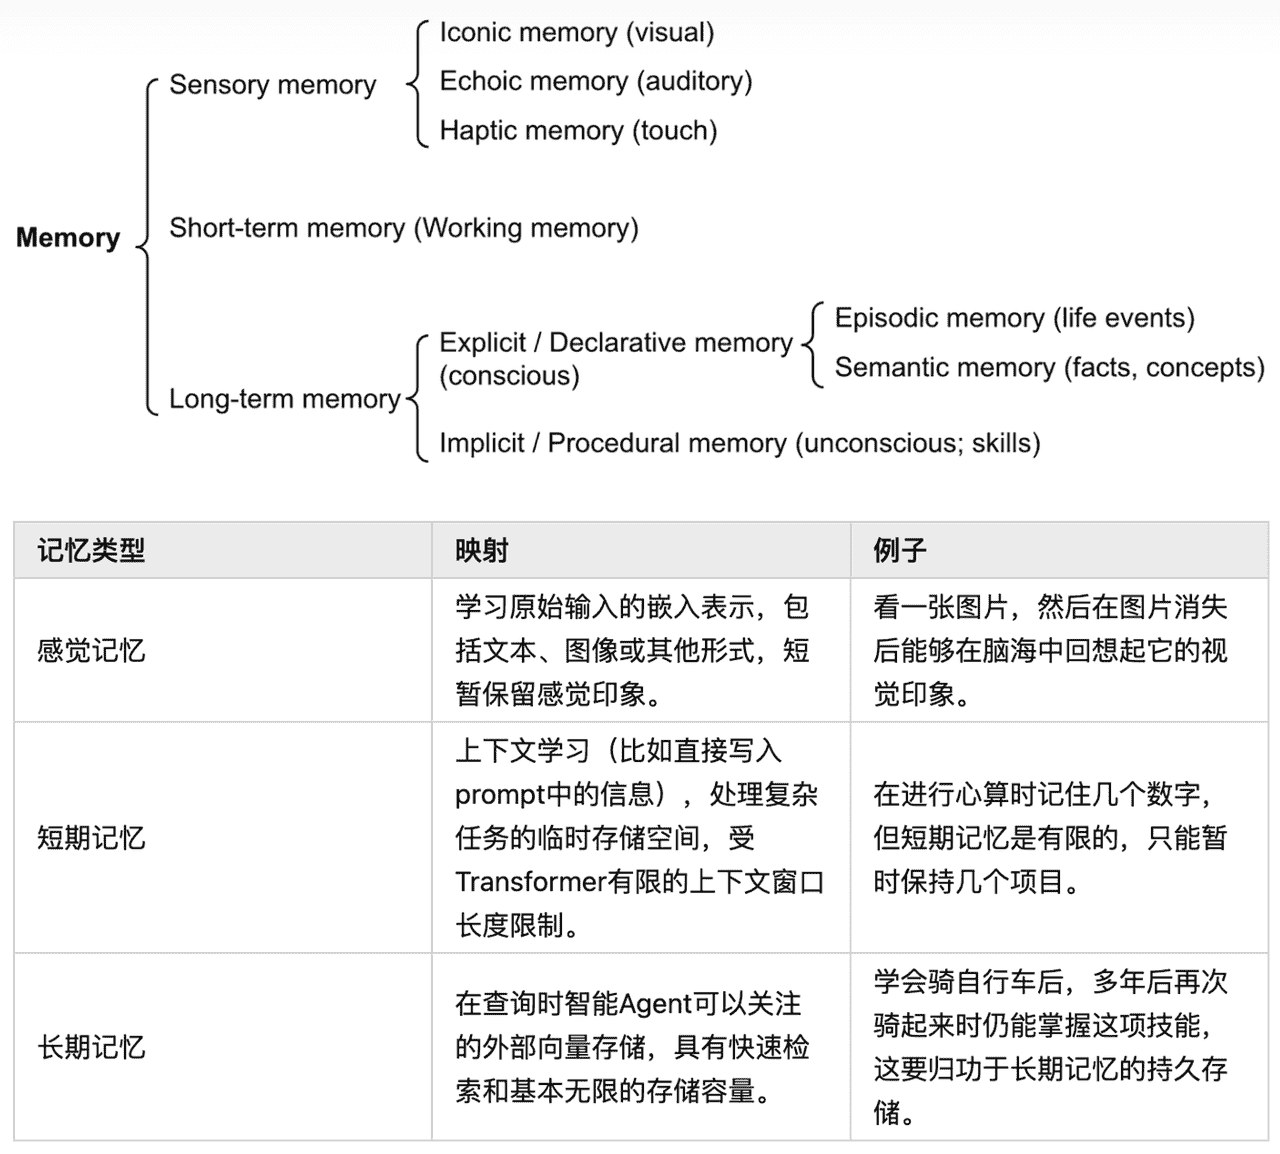 Iconic memory (visual)
Sensory memory
Echoic memory (auditory)
Haptic memory (touch)
Memory
Short-term memory (Working memory)
Long-term memory
Explicit / Declarative memory
(conscious)
Episodic memory (life events)
Semantic memory (facts, concepts)
Implicit / Procedural memory (unconscious; skills)
记忆类型
映射
例子
感觉记忆
学习原始输入的嵌入表示，包
括文本、图像或其他形式，短
暂保留感觉印象。
看一张图片，然后在图片消失
后能够在脑海中回想起它的视
觉印象。
短期记忆
上下文学习（比如直接写入
prompt中的信息），处理复杂
任务的临时存储空间，受
Transformer有限的上下文窗口
长度限制。
在进行心算时记住几个数字，
但短期记忆是有限的，只能暂
时保持几个项目。
长期记忆
在查询时智能Agent可以关注
的外部向量存储，具有快速检
索和基本无限的存储容量。
学会骑自行车后，多年后再次
骑起来时仍能掌握这项技能，
这要归功于长期记忆的持久存
储。